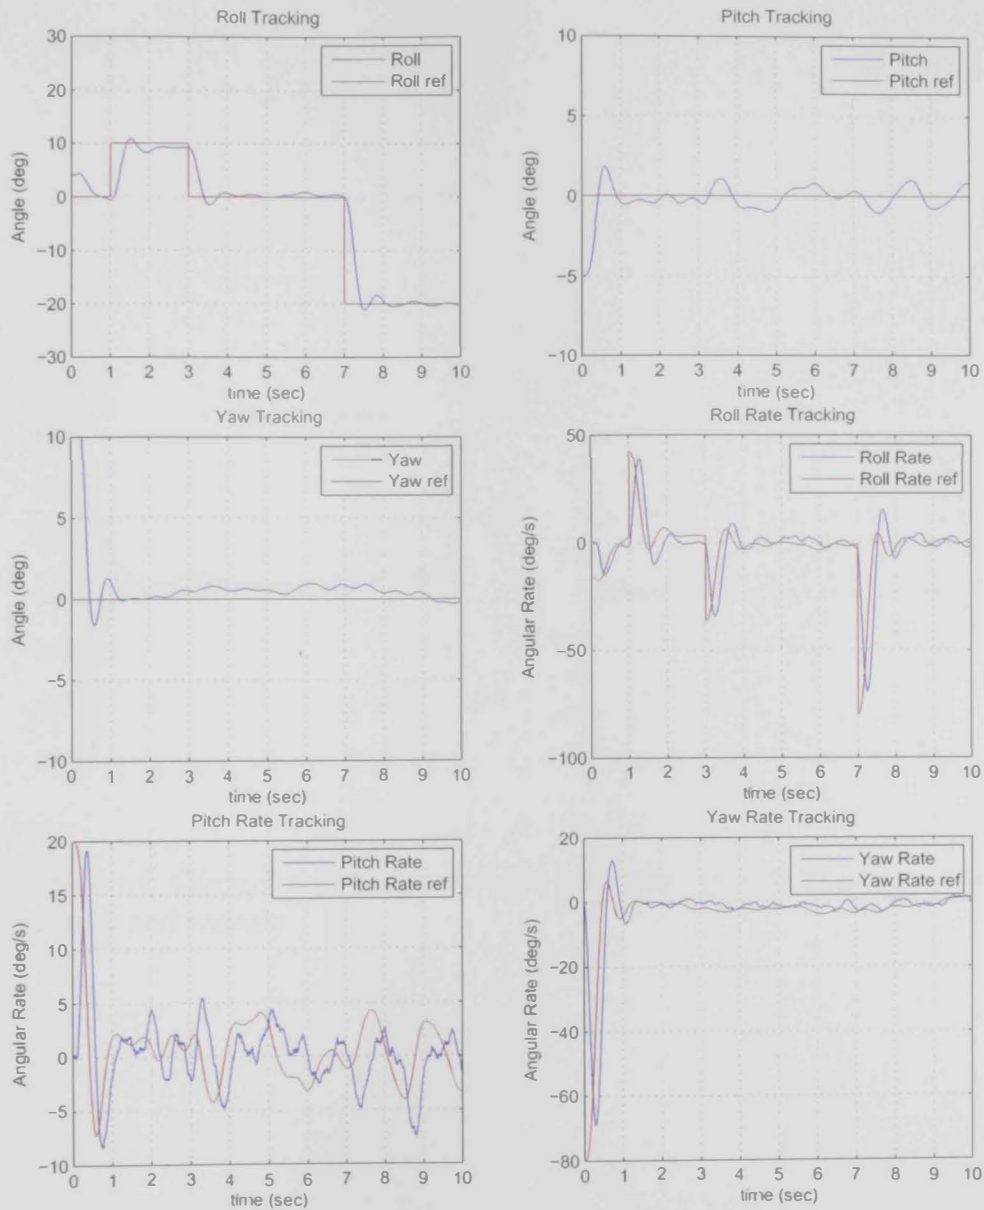 Roll Tracking
30
20
10
0
−10
−20
−30
Angle (deg)
Roll
Roll ref
0 1 2 3 4 5 6 7 8 9 10
time (sec)
Pitch Tracking
10
5
0
−5
−10
Angle (deg)
Pitch
Pitch ref
0 1 2 3 4 5 6 7 8 9 10
time (sec)
Yaw Tracking
10
5
0
−5
−10
Angle (deg)
Yaw
Yaw ref
0 1 2 3 4 5 6 7 8 9 10
time (sec)
Roll Rate Tracking
50
0
−50
−100
Angular Rate (deg/s)
Roll Rate
Roll Rate ref
0 1 2 3 4 5 6 7 8 9 10
time (sec)
Pitch Rate Tracking
20
15
10
5
0
−5
−10
Angular Rate (deg/s)
Pitch Rate
Pitch Rate ref
0 1 2 3 4 5 6 7 8 9 10
time (sec)
Yaw Rate Tracking
20
0
−20
−40
−60
−80
Angular Rate (deg/s)
Yaw Rate
Yaw Rate ref
0 1 2 3 4 5 6 7 8 9 10
time (sec)